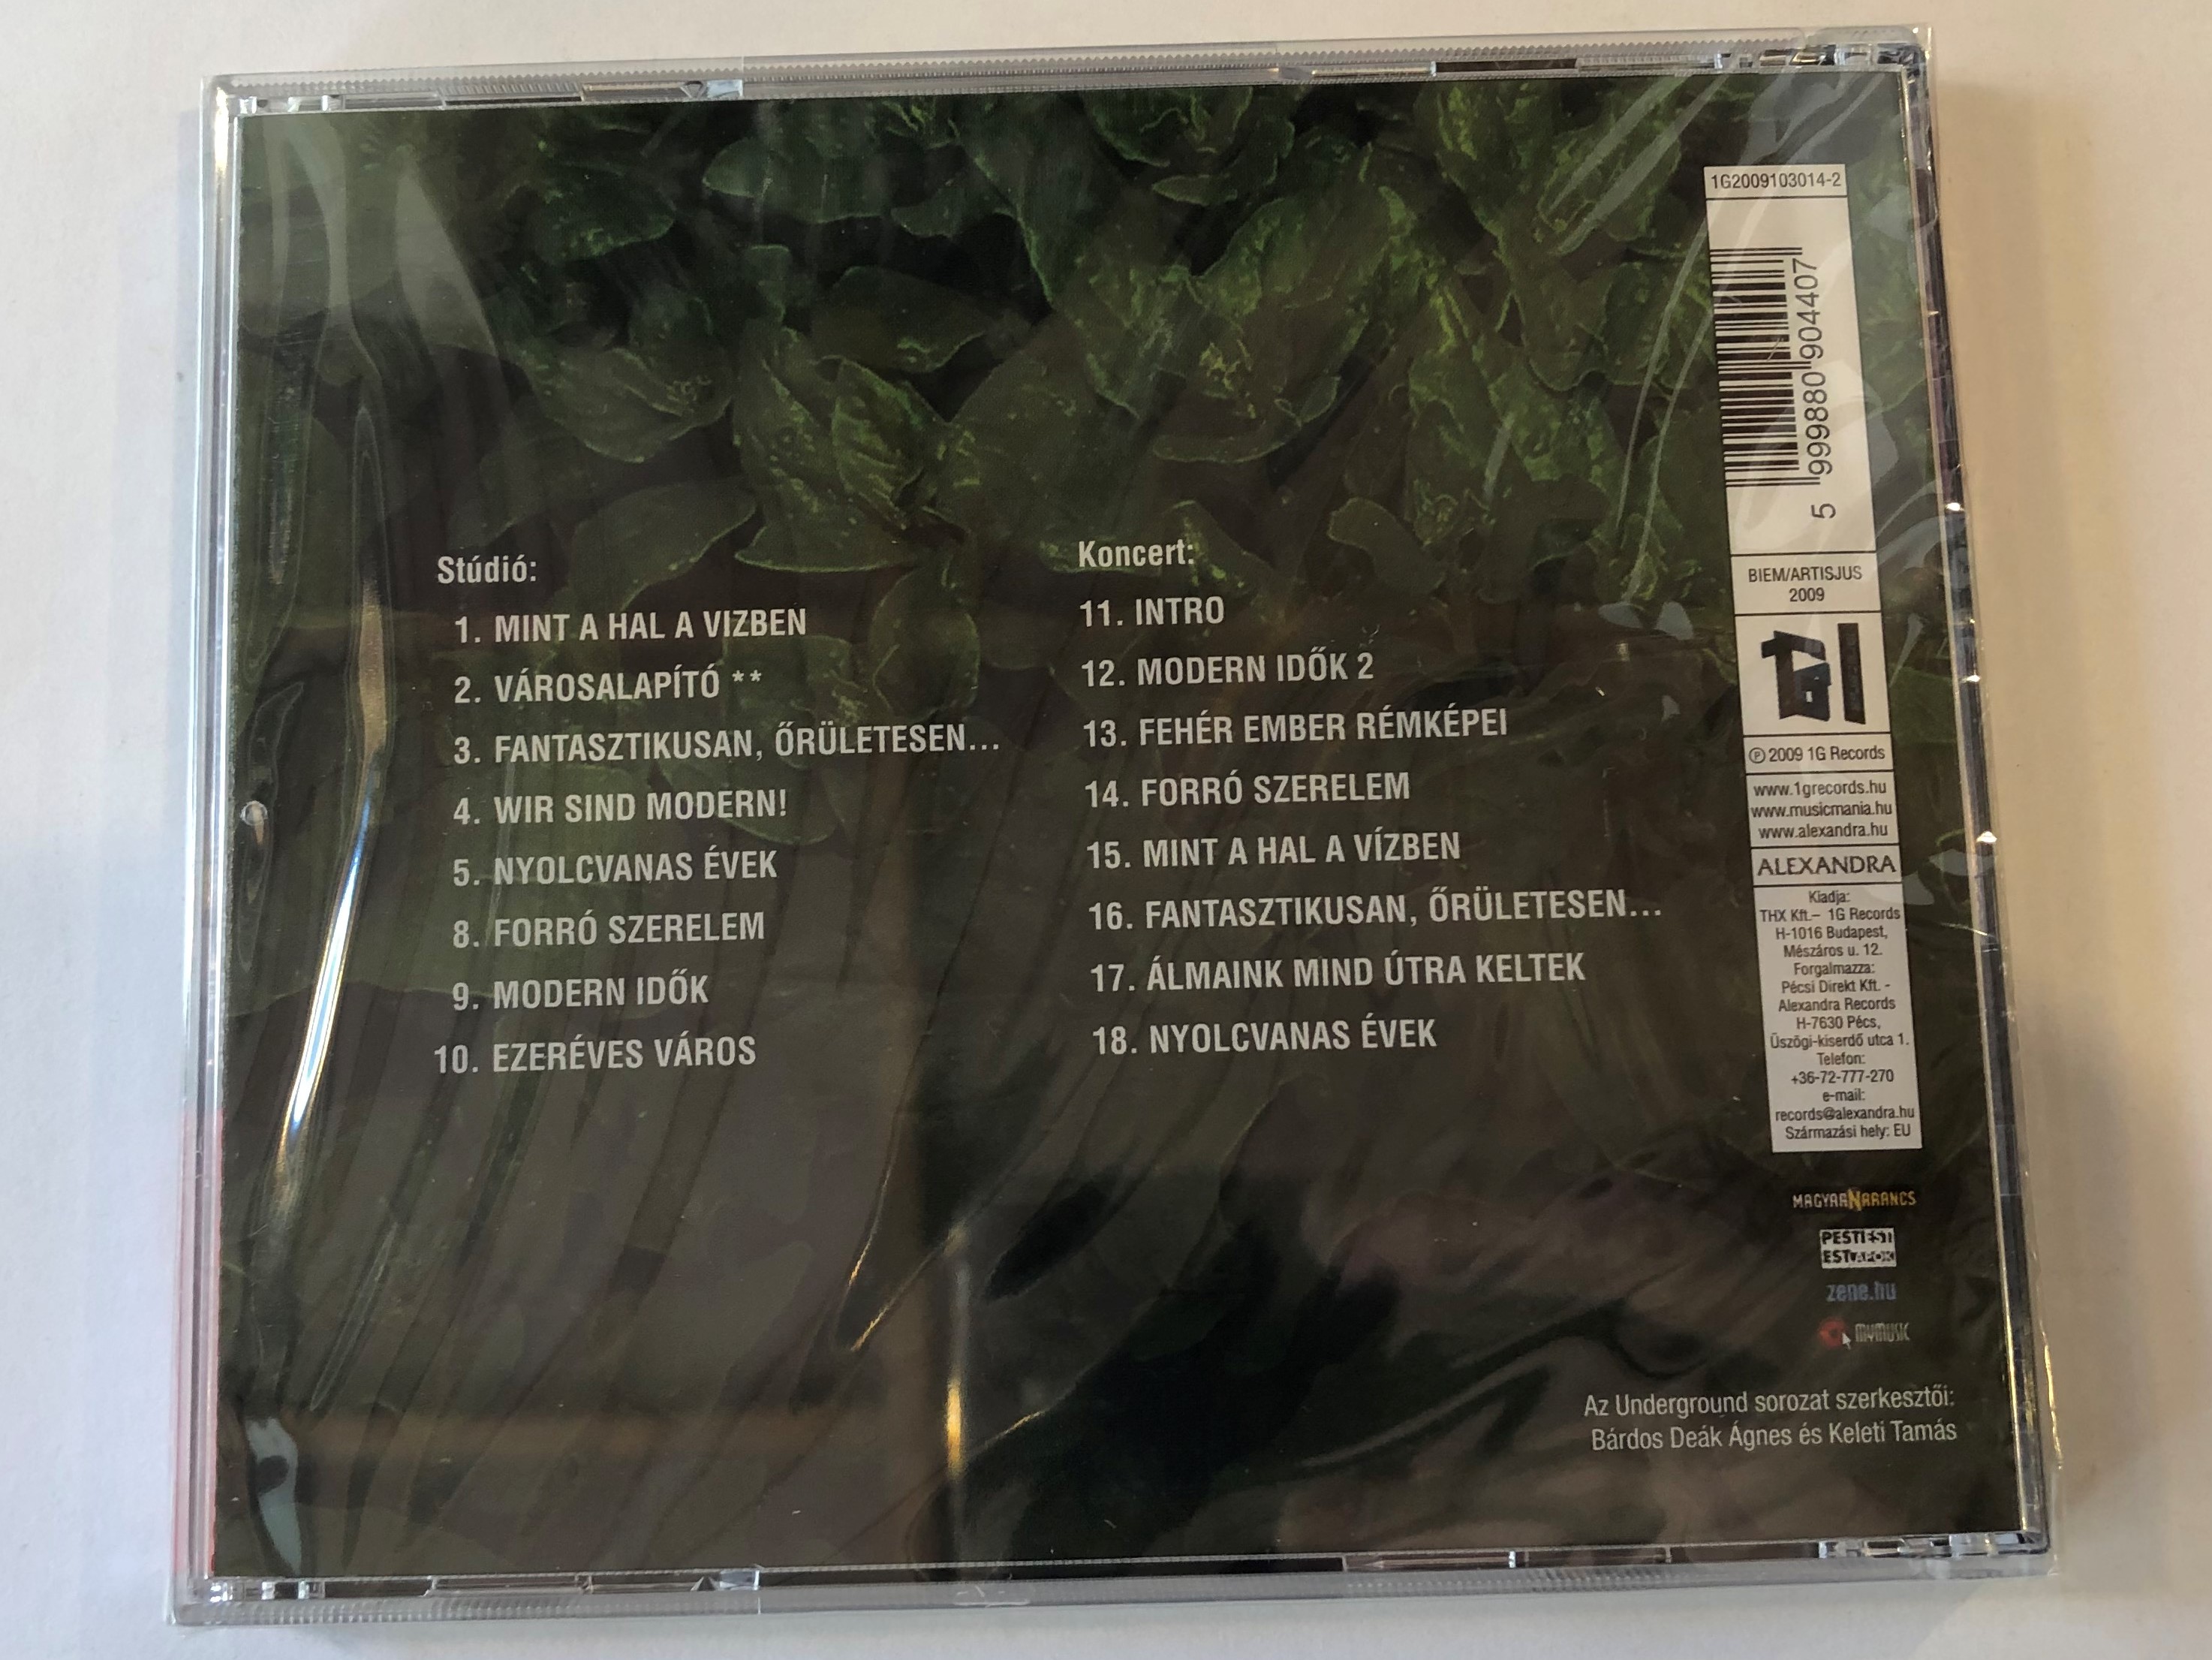 Stúdió:
1. MINT A HAL A VIZBEN
2. VÁROSALAPÍTÓ **
3. FANTASZTIKUSAN, ŐRÜLETESEN...
4. WIR SIND MODERN!
5. NYOLCVANAS ÉVEK
8. FORRÓ SZERELEM
9. MODERN IDŐK
10. EZERÉVES VÁROS
Koncert:
11. INTRO
12. MODERN IDŐK 2
13. FEHÉR EMBER RÉMKÉPEI
14. FORRÓ SZERELEM
15. MINT A HAL A VÍZBEN
16. FANTASZTIKUSAN, ŐRÜLETESEN...
17. ÁLMAINK MIND ÚTRA KELTEK
18. NYOLCVANAS ÉVEK
1G2009103014-2
5 999880 904407
BIEM/ARTISJUS
2009
℗ 2009 1G Records
www.1grecords.hu
www.musicmania.hu
www.alexandra.hu
ALEXANDRA
Kiadja:
THX Kft.– 1G Records
H-1016 Budapest,
Mészáros u. 12.
Forgalmazza:
Pécsi Direkt Kft. -
Alexandra Records
H-7630 Pécs,
Üszögi-kiserdő utca 1.
Telefon:
+36-72-777-270
e-mail:
records@alexandra.hu
Származási hely: EU
MAGYARNARANCS
PESTIEST
ESTLAPOK
zene.hu
MYMUSIC
Az Underground sorozat szerkesztői:
Bárdos Deák Ágnes és Keleti Tamás